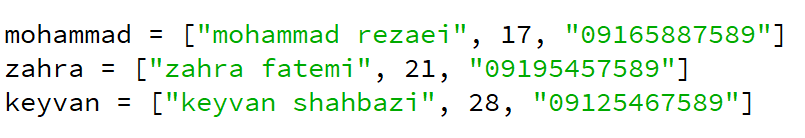 mohammad = ["mohammad rezaei", 17, "09165887589"]
zahra = ["zahra fatemi", 21, "09195457589"]
keyvan = ["keyvan shahbazi", 28, "09125467589"]